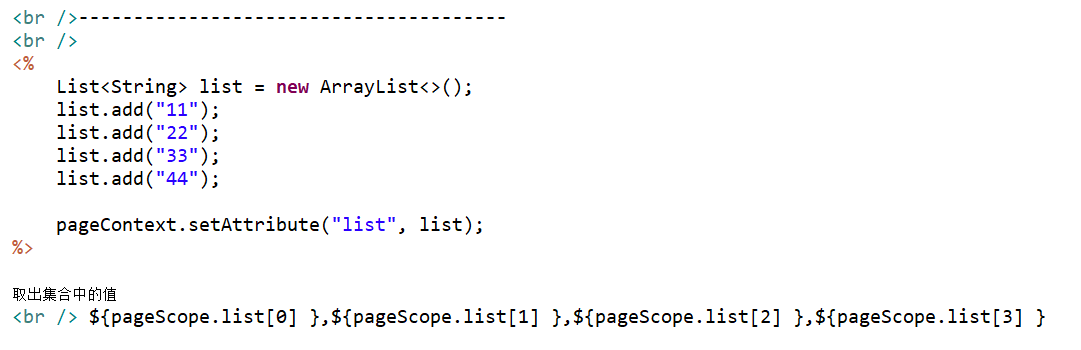 <br />---------------------------------------
<br />
<%
    List<String> list = new ArrayList<>();
    list.add("11");
    list.add("22");
    list.add("33");
    list.add("44");

    pageContext.setAttribute("list", list);
%>

取出集合中的值
<br /> ${pageScope.list[0] },${pageScope.list[1] },${pageScope.list[2] },${pageScope.list[3] }